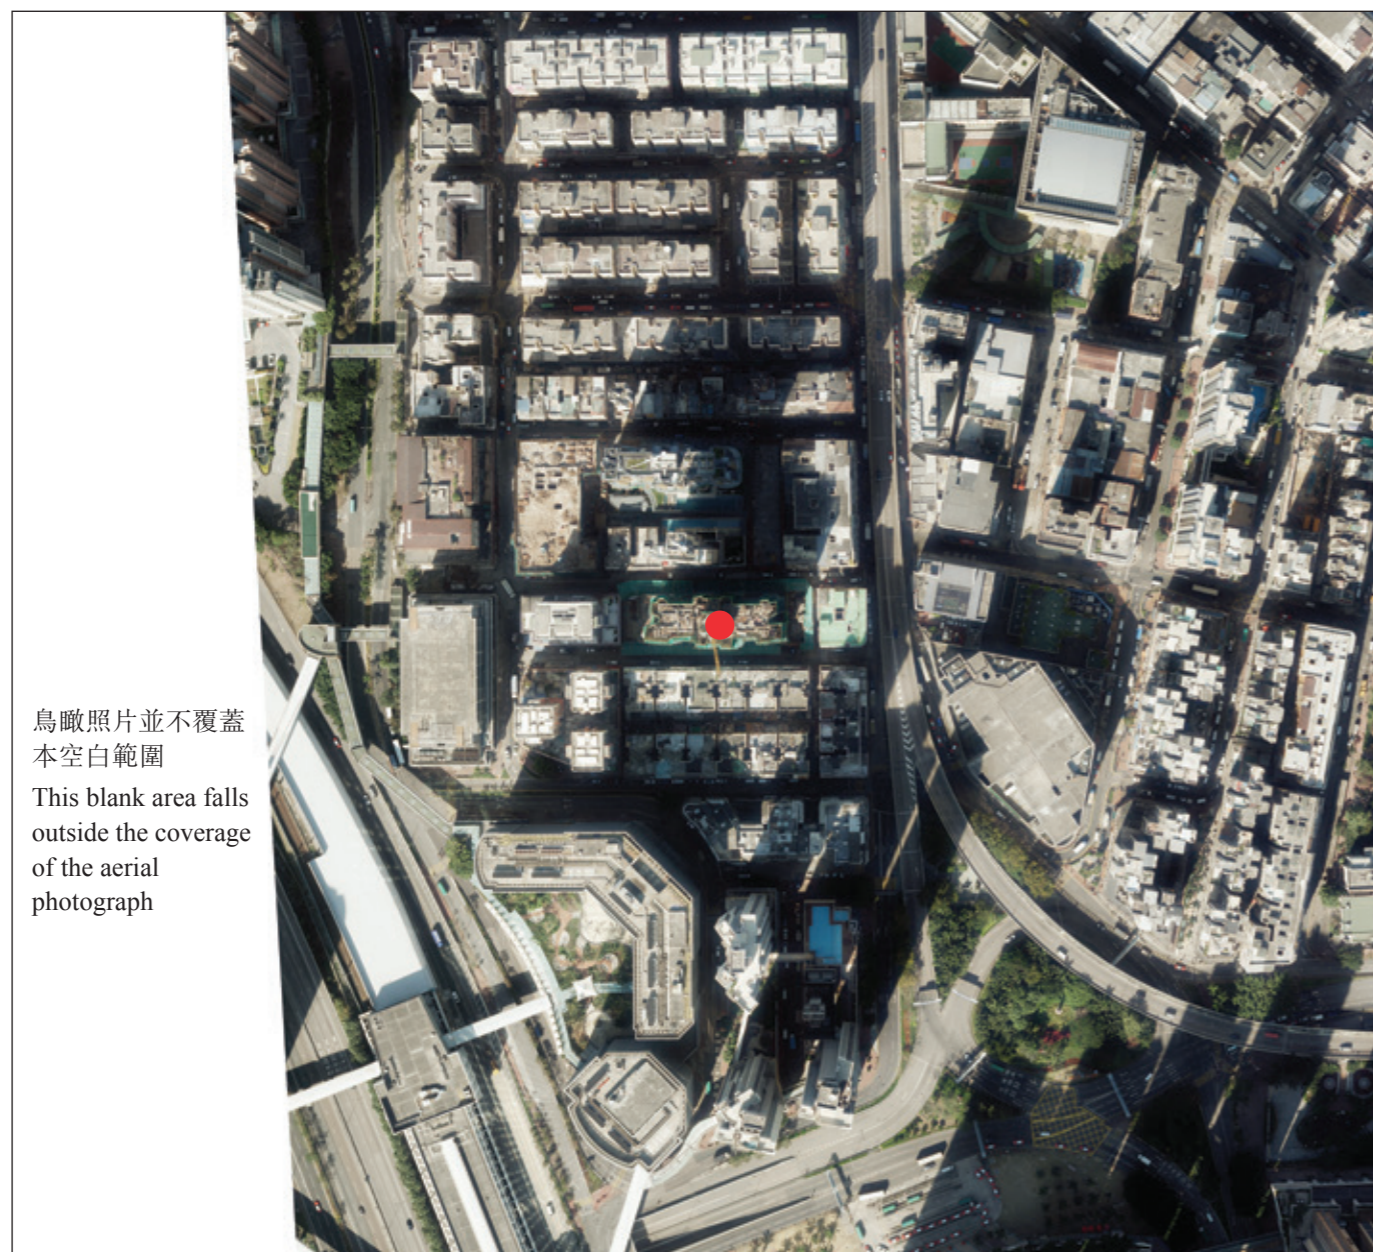 鳥瞰照片並不覆蓋
本空白範圍
This blank area falls
outside the coverage
of the aerial
photograph